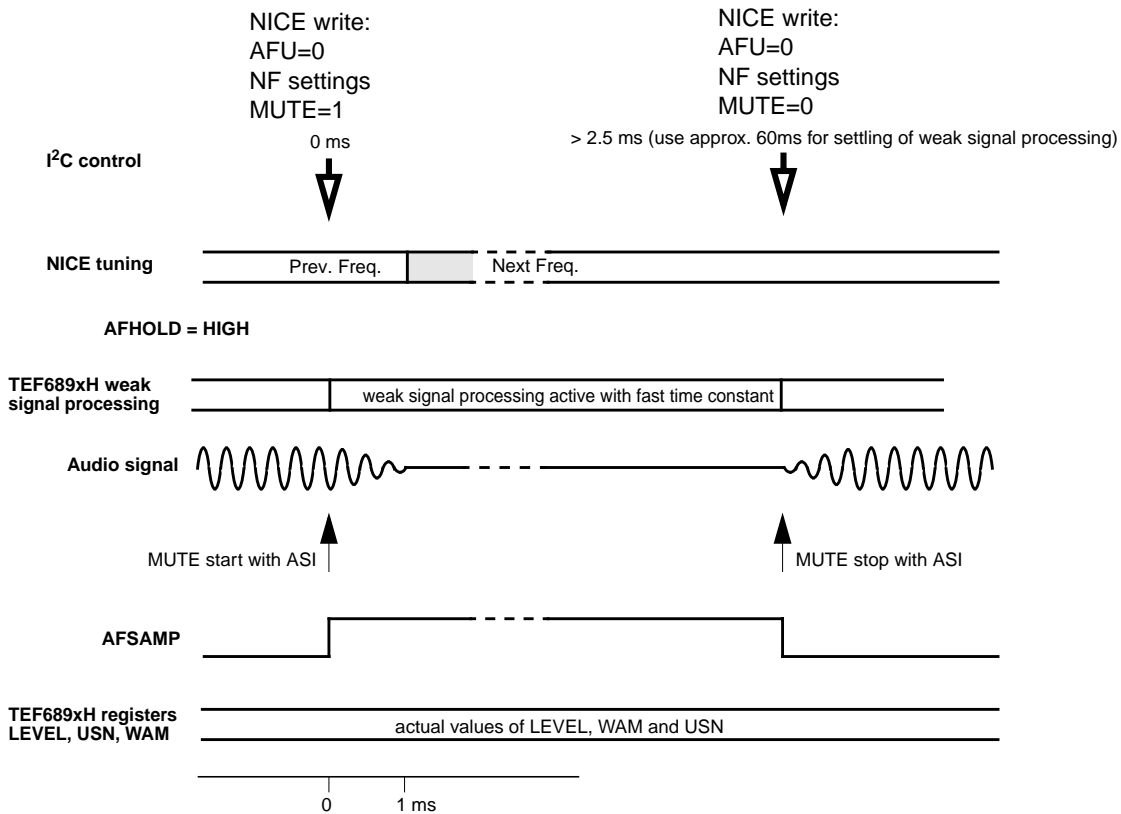 NICE write:
AFU=0
NF settings
MUTE=1
0 ms
NICE write:
AFU=0
NF settings
MUTE=0
> 2.5 ms (use approx. 60ms for settling of weak signal processing)
I²C control
NICE tuning
Prev. Freq.
Next Freq.
AFHOLD = HIGH
TEF689xH weak
signal processing
weak signal processing active with fast time constant
Audio signal
MUTE start with ASI
MUTE stop with ASI
AFSAMP
TEF689xH registers
LEVEL, USN, WAM
actual values of LEVEL, WAM and USN
0
1 ms